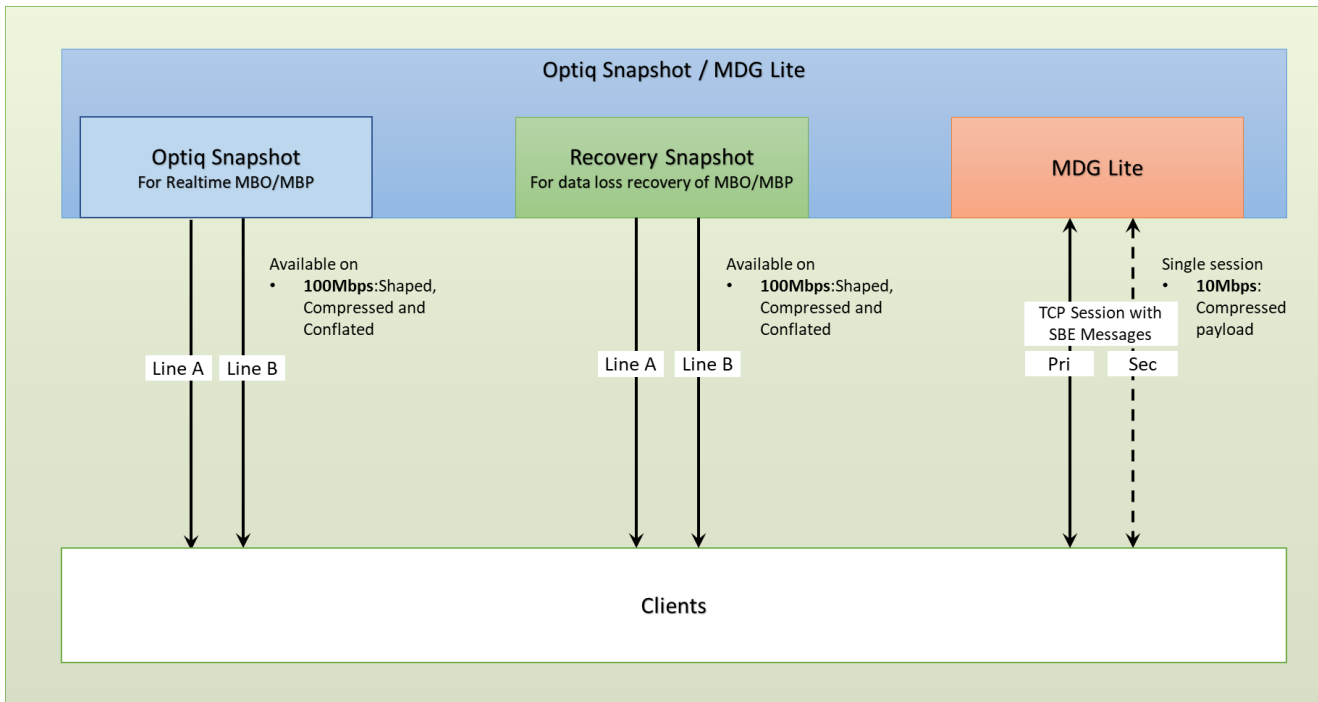 Optiq Snapshot / MDG Lite
Optiq Snapshot
For Realtime MBO/MBP
Recovery Snapshot
For data loss recovery of MBO/MBP
MDG Lite
Available on
• 100Mbps:Shaped,
Compressed and
Conflated
Line A
Line B
Available on
• 100Mbps:Shaped,
Compressed and
Conflated
Line A
Line B
TCP Session with
SBE Messages
Pri
Sec
Single session
• 10Mbps:
Compressed
payload
Clients